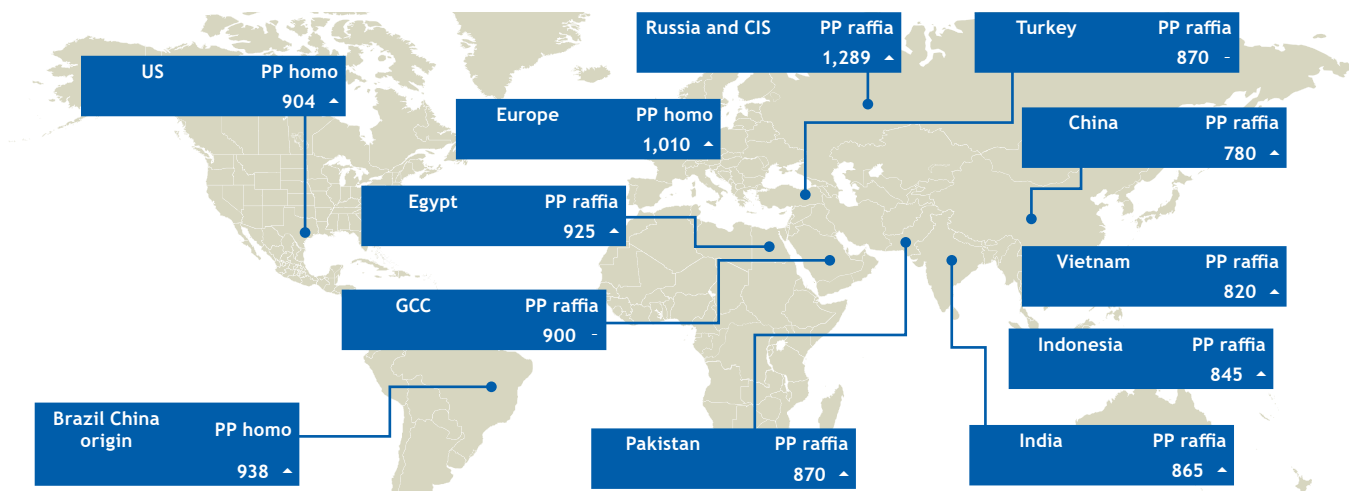 Russia and CIS PP raffia
1,289 ▲
Turkey PP raffia
870 –
US PP homo
904 ▲
Europe PP homo
1,010 ▲
China PP raffia
780 ▲
Egypt PP raffia
925 ▲
Vietnam PP raffia
820 ▲
GCC PP raffia
900 –
Indonesia PP raffia
845 ▲
Brazil China
origin PP homo
938 ▲
Pakistan PP raffia
870 ▲
India PP raffia
865 ▲